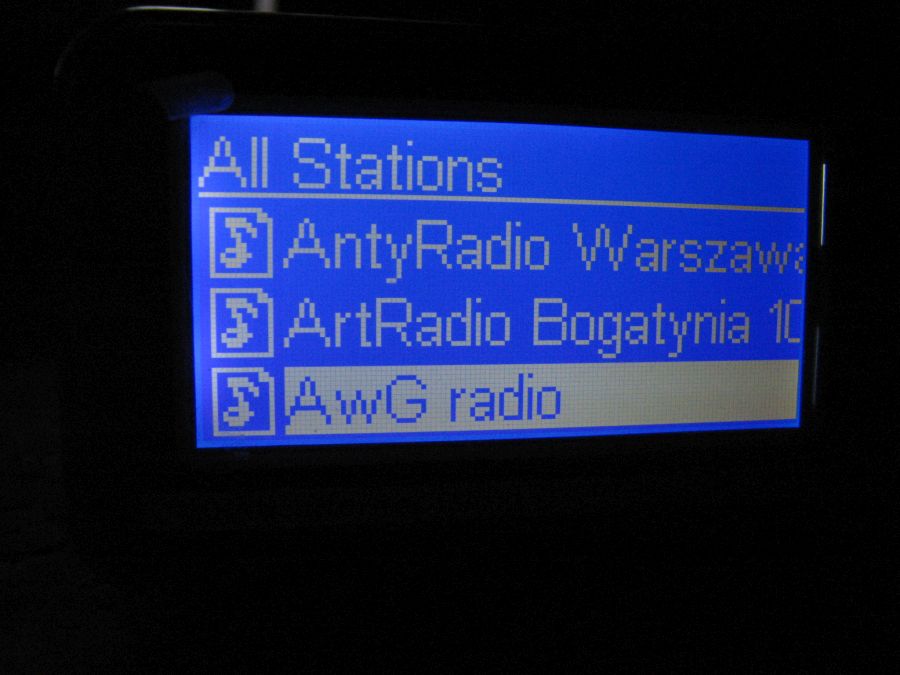 All Stations
AntyRadio Warszawa
ArtRadio Bogatynia 10
AwG radio